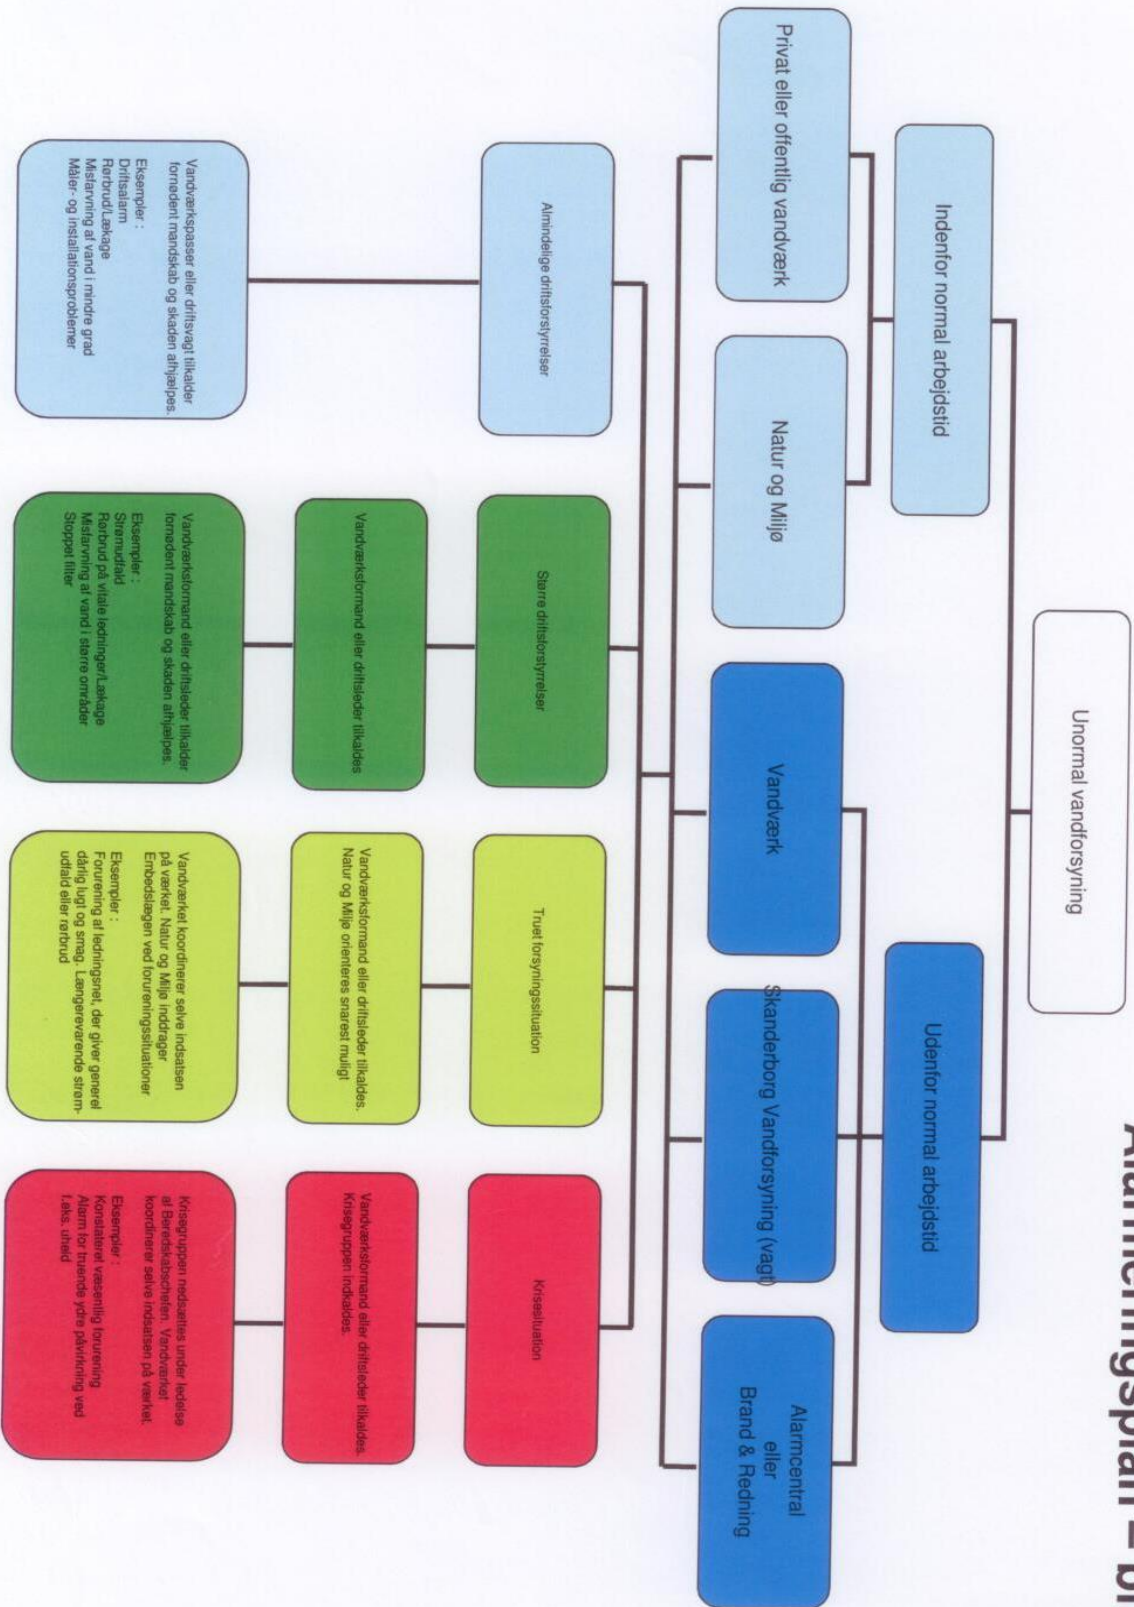 Alarmeringsplan –
Unormal vandforsyning
Indenfor normal arbejdstid
Udenfor normal arbejdstid
Privat eller offentlig vandværk
Natur og Miljø
Vandværk
Skanderborg Vandforsyning (vagt)
Alarmcentral
eller
Brand & Redning
Almindelige driftsforstyrrelser
Større driftsforstyrrelser
Truet forsyningssituation
Krisesituation
Vandværksformand eller driftsleder tilkaldes
Vandværksformand eller driftsleder tilkaldes.
Natur og Miljø orienteres snarest muligt
Vandværksformand eller driftsleder tilkaldes.
Krisegruppen indkaldes.
Vandværkspasser eller driftsvagt tilkalder
fornødent mandskab og skaden afhjælpes.
Eksempler :
Driftsalarm
Rørbrud/Lækage
Misfarvning af vand i mindre grad
Måler- og installationsproblemer
Vandværksformand eller driftsleder tilkalder
fornødent mandskab og skaden afhjælpes.
Eksempler :
Strømudfald
Rørbrud på vitale ledninger/Lækage
Misfarvning af vand i større områder
Stoppet filter
Vandværket koordinerer selve indsatsen
på værket. Natur og Miljø inddrager
Embedslægen ved forureningssituationer
Eksempler :
Forurening af ledningsnet, der giver generel
dårlig lugt og smag. Længerevarende strøm-
udfald eller rørbrud
Krisegruppen nedsættes under ledelse
af Beredskabschefen. Vandværket
koordinerer selve indsatsen på værket.
Eksempler :
Konstateret væsentlig forurening
Alarm for truende ydre påvirkning ved
f.eks. uheld